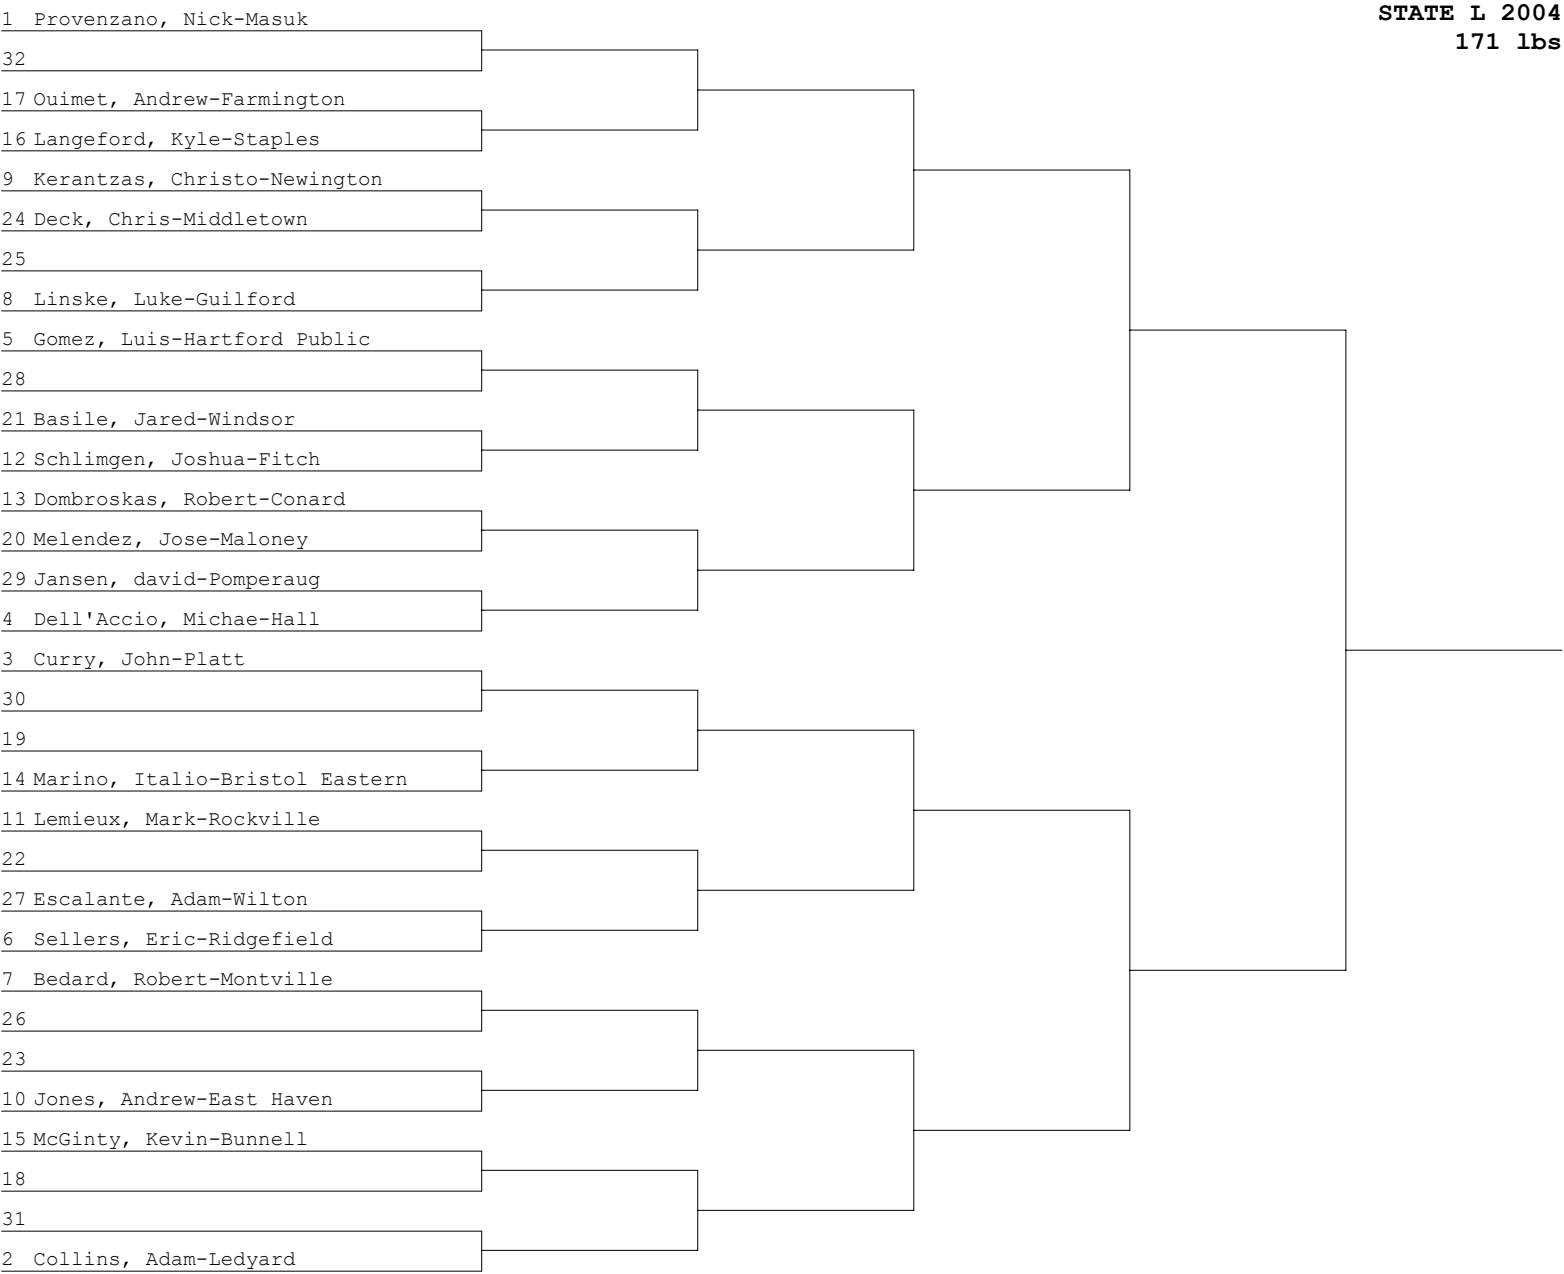 STATE L 2004
171 lbs
1 Provenzano, Nick-Masuk
32
17 Ouimet, Andrew-Farmington
16 Langeford, Kyle-Staples
9 Kerantzas, Christo-Newington
24 Deck, Chris-Middletown
25
8 Linske, Luke-Guilford
5 Gomez, Luis-Hartford Public
28
21 Basile, Jared-Windsor
12 Schlimgen, Joshua-Fitch
13 Dombroskas, Robert-Conard
20 Melendez, Jose-Maloney
29 Jansen, david-Pomperaug
4 Dell'Accio, Michae-Hall
3 Curry, John-Platt
30
19
14 Marino, Italio-Bristol Eastern
11 Lemieux, Mark-Rockville
22
27 Escalante, Adam-Wilton
6 Sellers, Eric-Ridgefield
7 Bedard, Robert-Montville
26
23
10 Jones, Andrew-East Haven
15 McGinty, Kevin-Bunnell
18
31
2 Collins, Adam-Ledyard